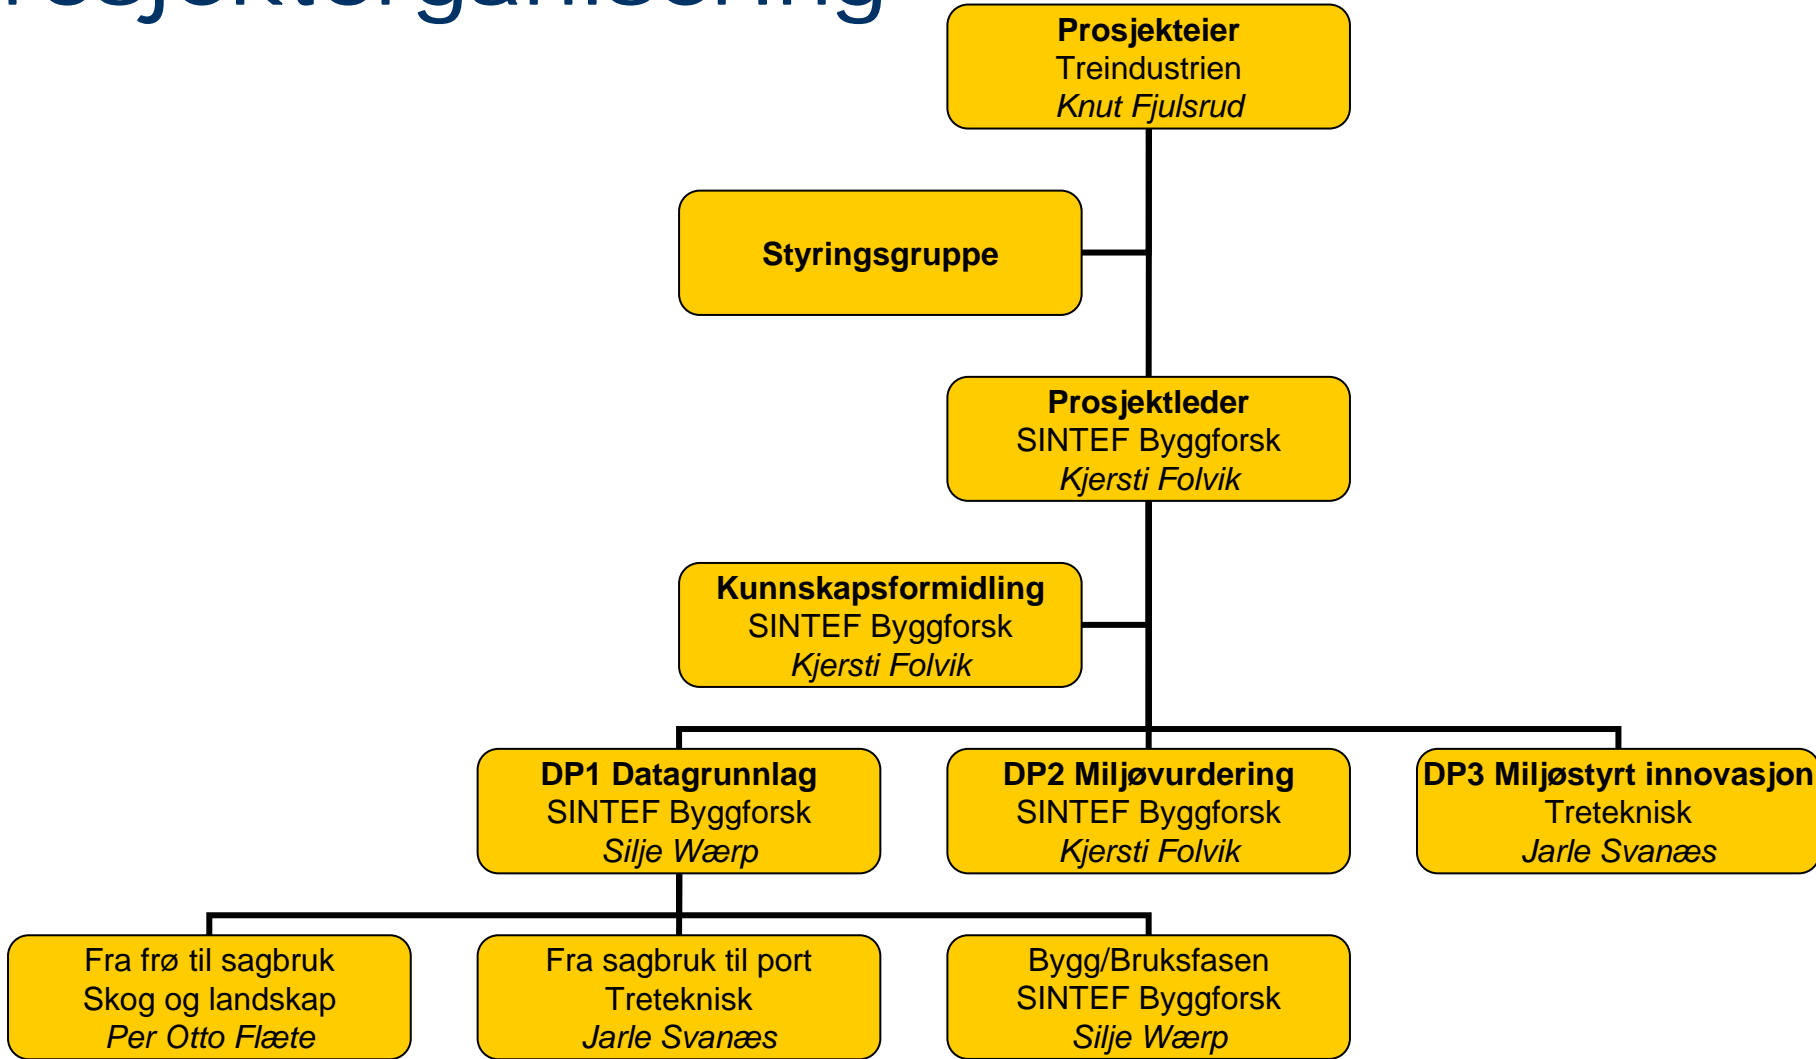 rosjektorganisering
Prosjekteier
Treindustrien
Knut Fjulsrud
Styringsgruppe
Prosjektleder
SINTEF Byggforsk
Kjersti Folvik
Kunnskapsformidling
SINTEF Byggforsk
Kjersti Folvik
DP1 Datagrunnlag
SINTEF Byggforsk
Silje Wærp
DP2 Miljøvurdering
SINTEF Byggforsk
Kjersti Folvik
DP3 Miljøstyrt innovasjon
Treteknisk
Jarle Svanæs
Fra frø til sagbruk
Skog og landskap
Per Otto Flæte
Fra sagbruk til port
Treteknisk
Jarle Svanæs
Bygg/Bruksfasen
SINTEF Byggforsk
Silje Wærp